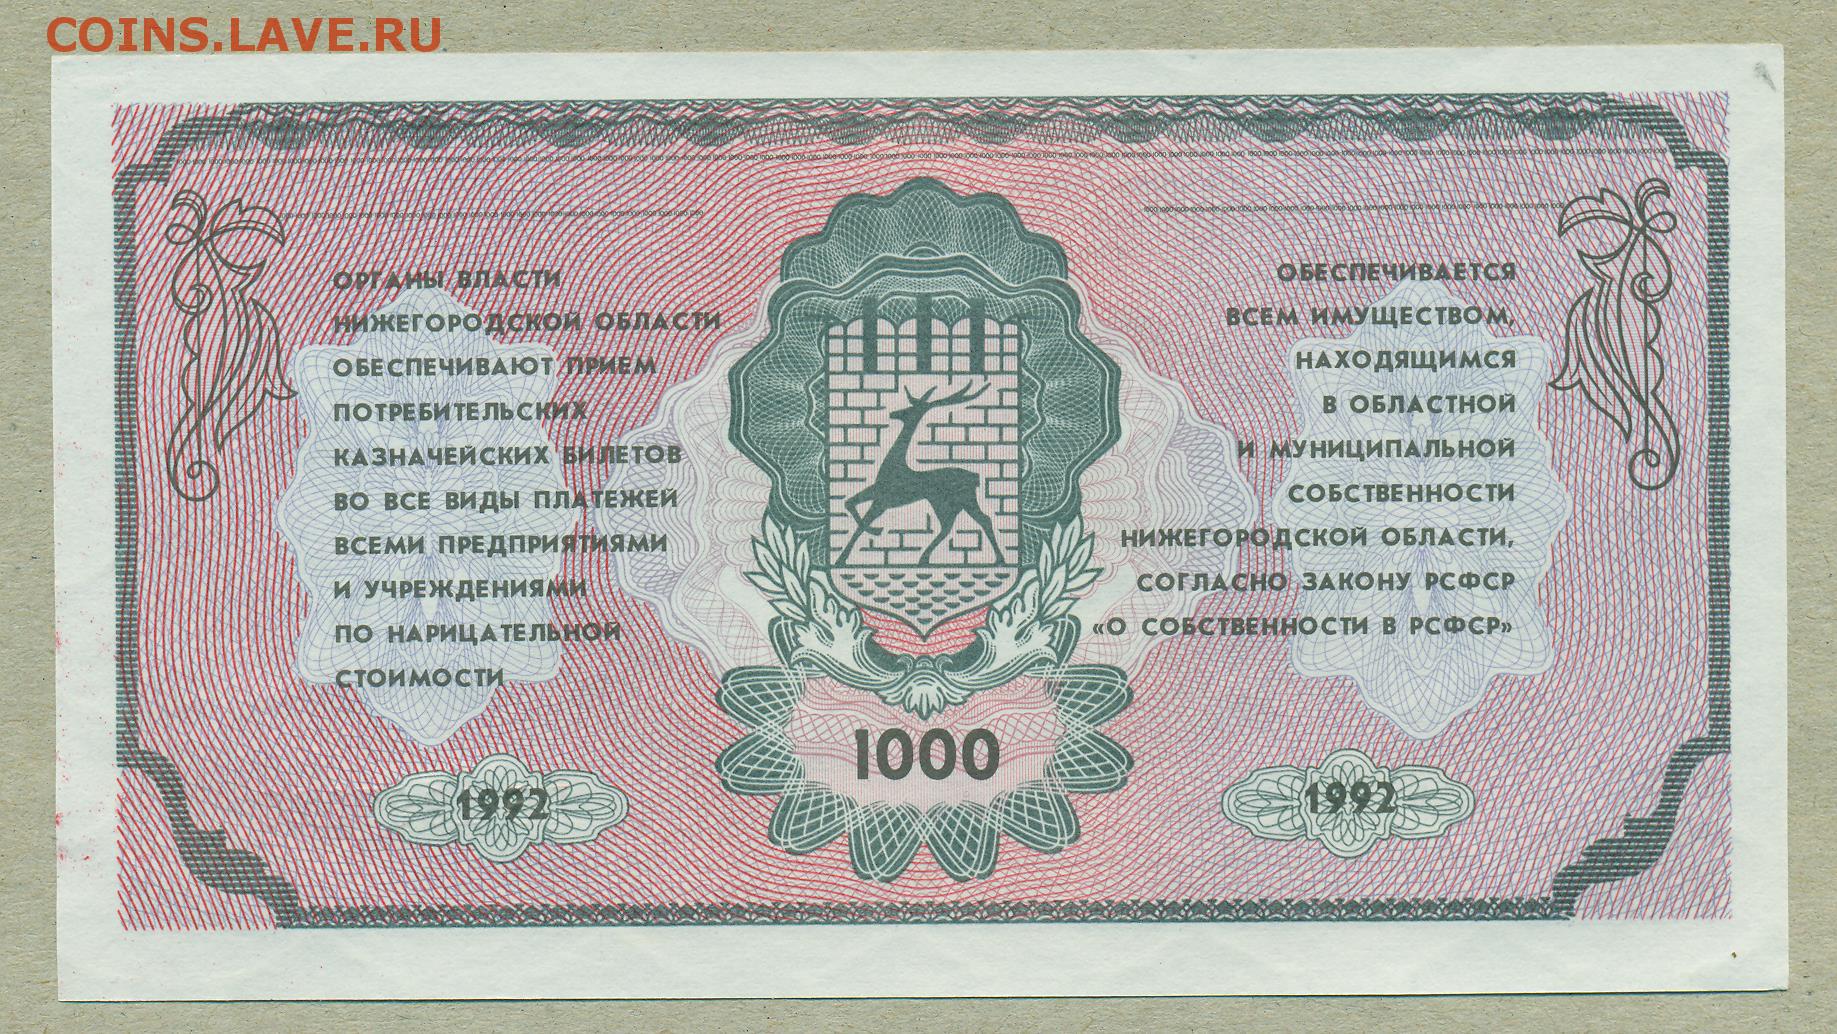 COINS.LAVE.RU
ОРГАНЫ ВЛАСТИ
НИЖЕГОРОДСКОЙ ОБЛАСТИ
ОБЕСПЕЧИВАЮТ ПРИЕМ
ПОТРЕБИТЕЛЬСКИХ
КАЗНАЧЕЙСКИХ БИЛЕТОВ
ВО ВСЕ ВИДЫ ПЛАТЕЖЕЙ
ВСЕМИ ПРЕДПРИЯТИЯМИ
И УЧРЕЖДЕНИЯМИ
ПО НАРИЦАТЕЛЬНОЙ
СТОИМОСТИ
ОБЕСПЕЧИВАЕТСЯ
ВСЕМ ИМУЩЕСТВОМ,
НАХОДЯЩИМСЯ
В ОБЛАСТНОЙ
И МУНИЦИПАЛЬНОЙ
СОБСТВЕННОСТИ
НИЖЕГОРОДСКОЙ ОБЛАСТИ,
СОГЛАСНО ЗАКОНУ РСФСР
«О СОБСТВЕННОСТИ В РСФСР»
1000
1992
1992